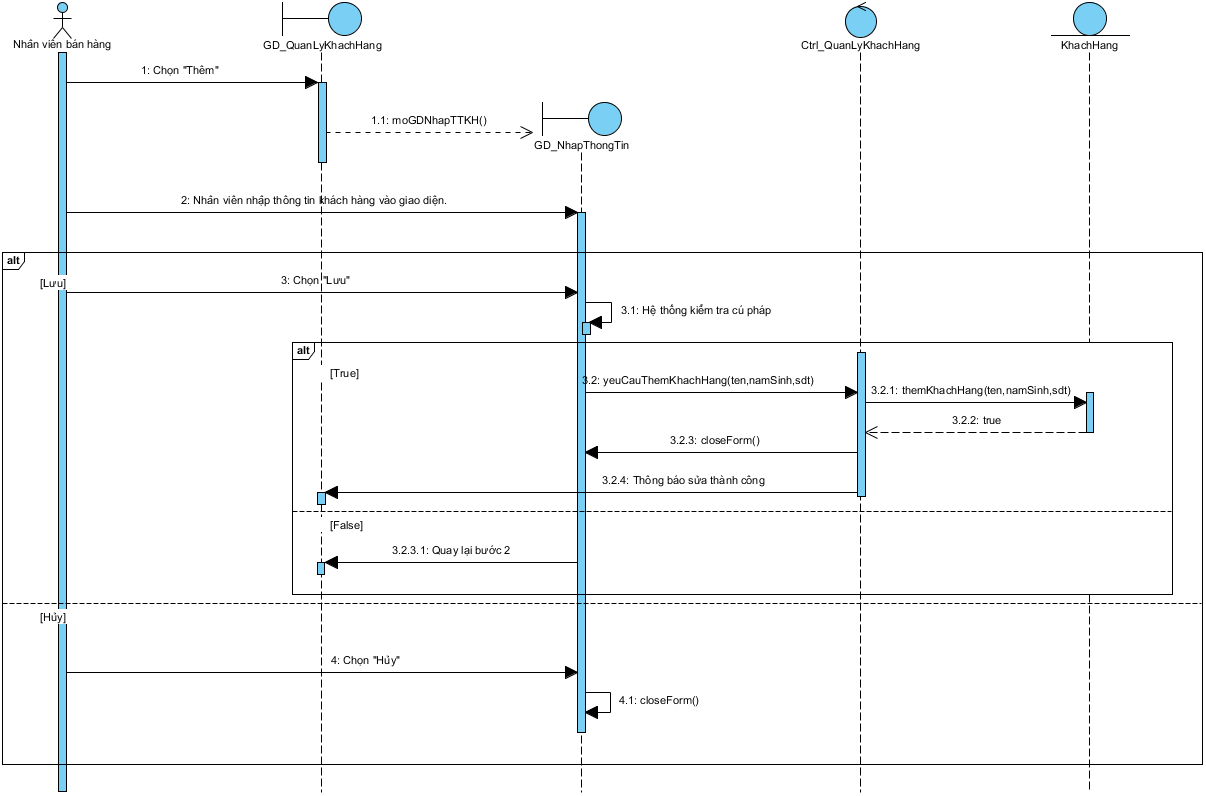 Nhân viên bán hàng
GD_QuanLyKhachHang
Ctrl_QuanLyKhachHang
KhachHang
1: Chọn "Thêm"
1.1: moGDNhapTTKH()
GD_NhapThongTin
2: Nhân viên nhập thông tin khách hàng vào giao diện.
alt
[Lưu]
3: Chọn "Lưu"
3.1: Hệ thống kiểm tra cú pháp
alt
[True]
3.2: yeuCauThemKhachHang(ten,namSinh,sdt)
3.2.1: themKhachHang(ten,namSinh,sdt)
3.2.2: true
3.2.3: closeForm()
3.2.4: Thông báo sửa thành công
[False]
3.2.3.1: Quay lại bước 2
[Hủy]
4: Chọn "Hủy"
4.1: closeForm()